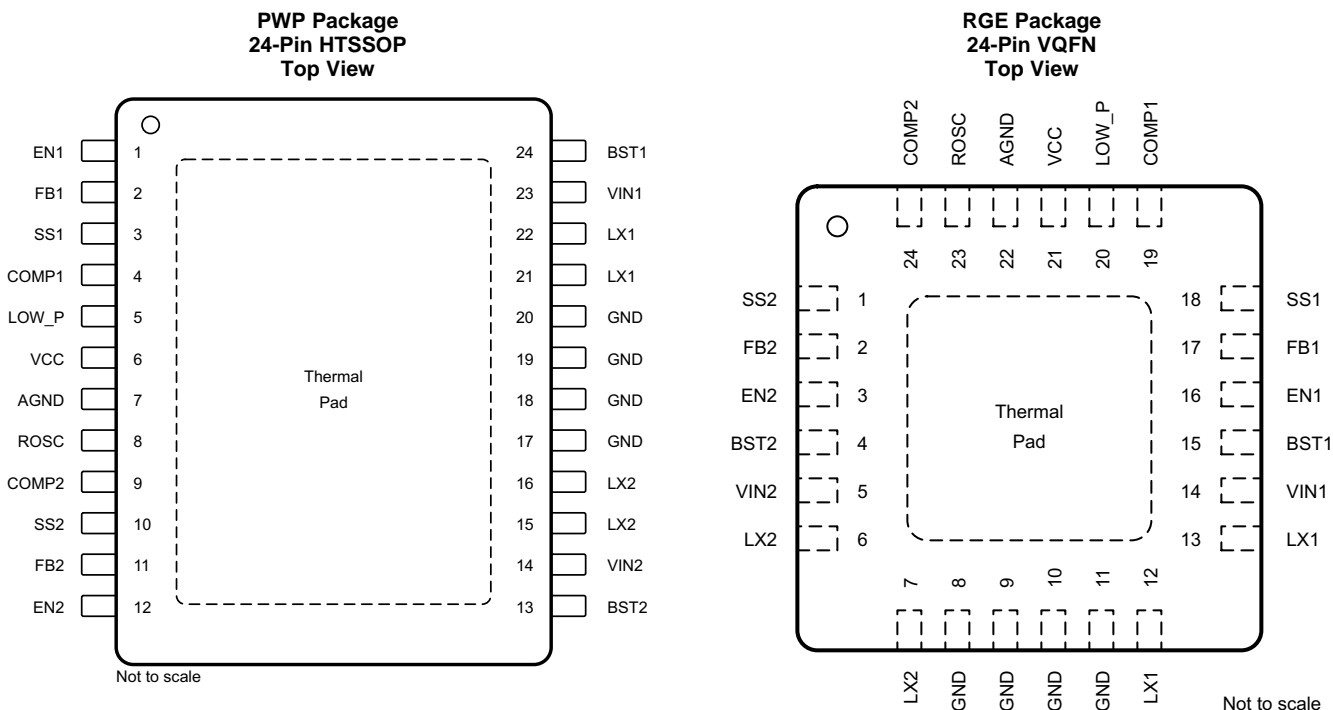 PWP Package
24-Pin HTSSOP
Top View
EN1 1
FB1 2
SS1 3
COMP1 4
LOW_P 5
VCC 6
AGND 7
ROSC 8
COMP2 9
SS2 10
FB2 11
EN2 12
Thermal
Pad
24 BST1
23 VIN1
22 LX1
21 LX1
20 GND
19 GND
18 GND
17 GND
16 LX2
15 LX2
14 VIN2
13 BST2
Not to scale
RGE Package
24-Pin VQFN
Top View
COMP2 ROSC AGND VCC LOW_P COMP1
24 23 22 21 20 19
SS2 1
FB2 2
EN2 3
BST2 4
VIN2 5
LX2 6
Thermal
Pad
18 SS1
17 FB1
16 EN1
15 BST1
14 VIN1
13 LX1
7 8 9 10 11 12
LX2 GND GND GND GND LX1
Not to scale